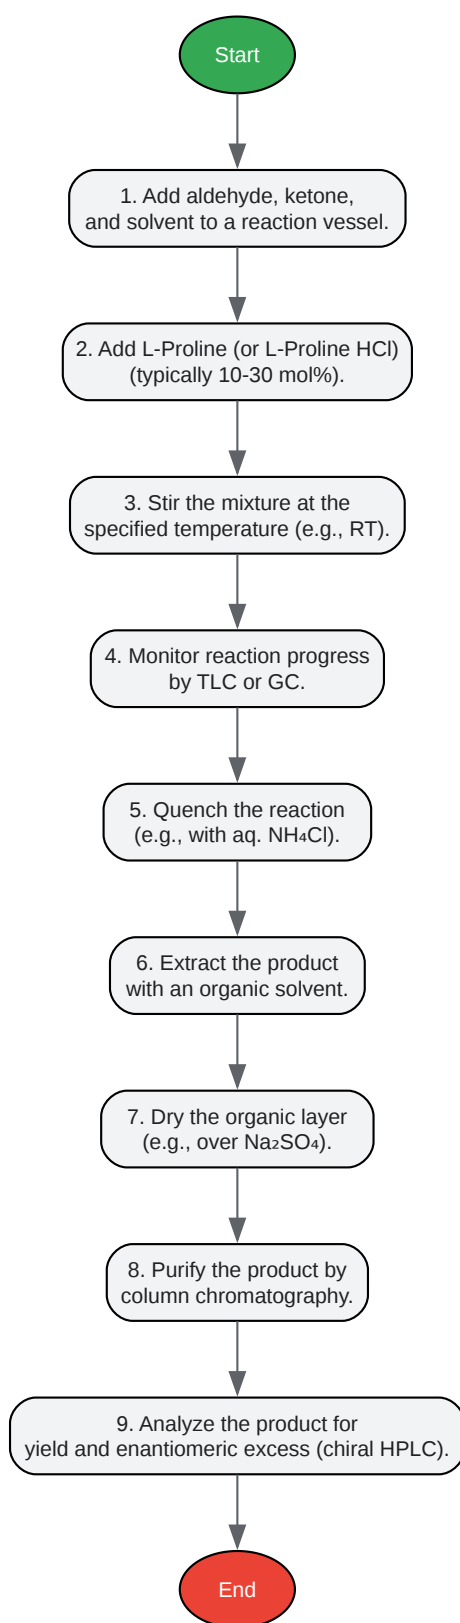 Start
1. Add aldehyde, ketone,
and solvent to a reaction vessel.
2. Add L-Proline (or L-Proline HCl)
(typically 10-30 mol%).
3. Stir the mixture at the
specified temperature (e.g., RT).
4. Monitor reaction progress
by TLC or GC.
5. Quench the reaction
(e.g., with aq. NH₄Cl).
6. Extract the product
with an organic solvent.
7. Dry the organic layer
(e.g., over Na₂SO₄).
8. Purify the product by
column chromatography.
9. Analyze the product for
yield and enantiomeric excess (chiral HPLC).
End